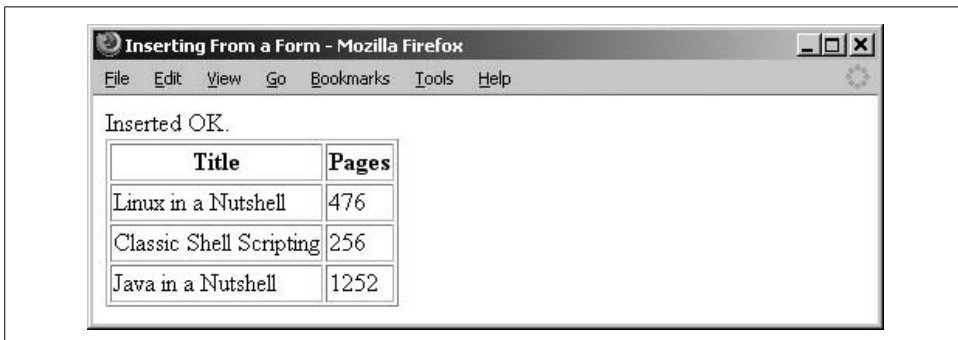 Inserting From a Form - Mozilla Firefox
File Edit View Go Bookmarks Tools Help
Inserted OK.
Title Pages
Linux in a Nutshell 476
Classic Shell Scripting 256
Java in a Nutshell 1252